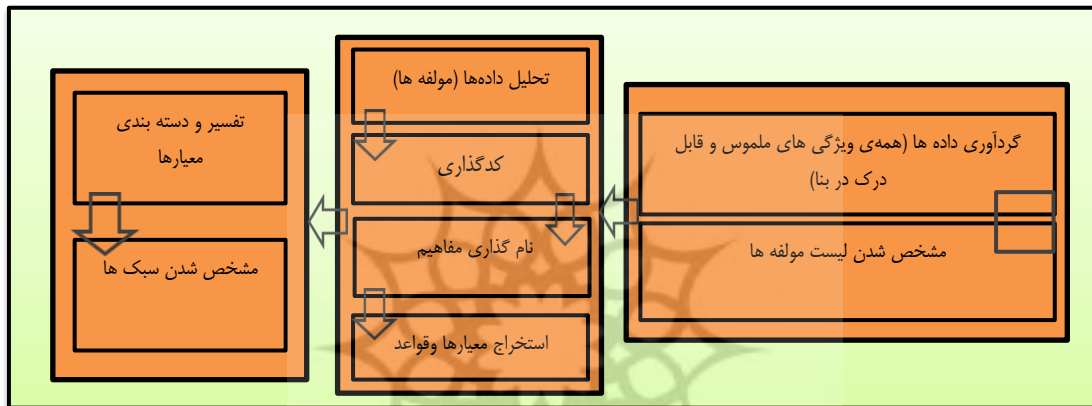 گردآوری داده ها (همه‌ی ویژگی های ملموس و قابل
درک در بنا)
مشخص شدن لیست مولفه ها
تحلیل داده‌ها (مولفه ها)
کدگذاری
نام گذاری مفاهیم
استخراج معیارها وقواعد
تفسیر و دسته بندی
معیارها
مشخص شدن سبک ها